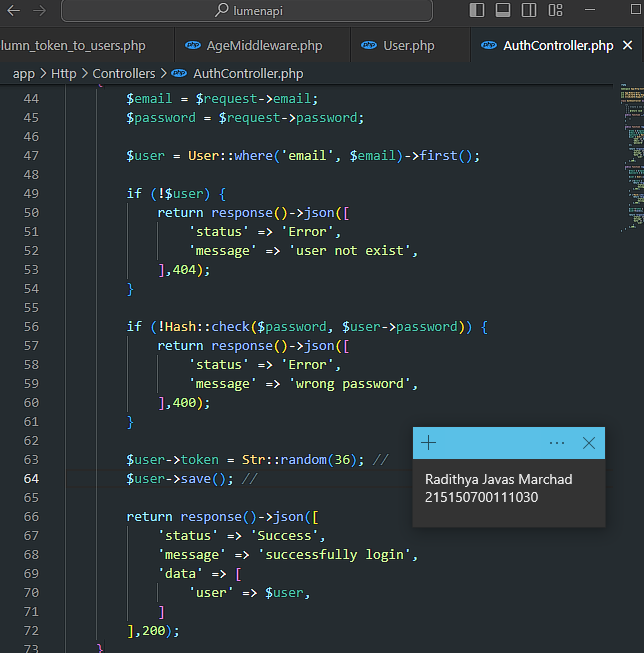 lumenapi
lumn_token_to_users.php
AgeMiddleware.php
User.php
AuthController.php
app > Http > Controllers > AuthController.php
{
44 $email = $request->email;
45 $password = $request->password;
46
47 $user = User::where('email', $email)->first();
48
49 if (!$user) {
50 return response()->json([
51 'status' => 'Error',
52 'message' => 'user not exist',
53 ],404);
54 }
55
56 if (!Hash::check($password, $user->password)) {
57 return response()->json([
58 'status' => 'Error',
59 'message' => 'wrong password',
60 ],400);
61 }
62
63 $user->token = Str::random(36); //
64 $user->save(); //
65
66 return response()->json([
67 'status' => 'Success',
68 'message' => 'successfully login',
69 'data' => [
70 'user' => $user,
71 ]
72 ],200);
73 }
Radithya Javas Marchad
215150700111030